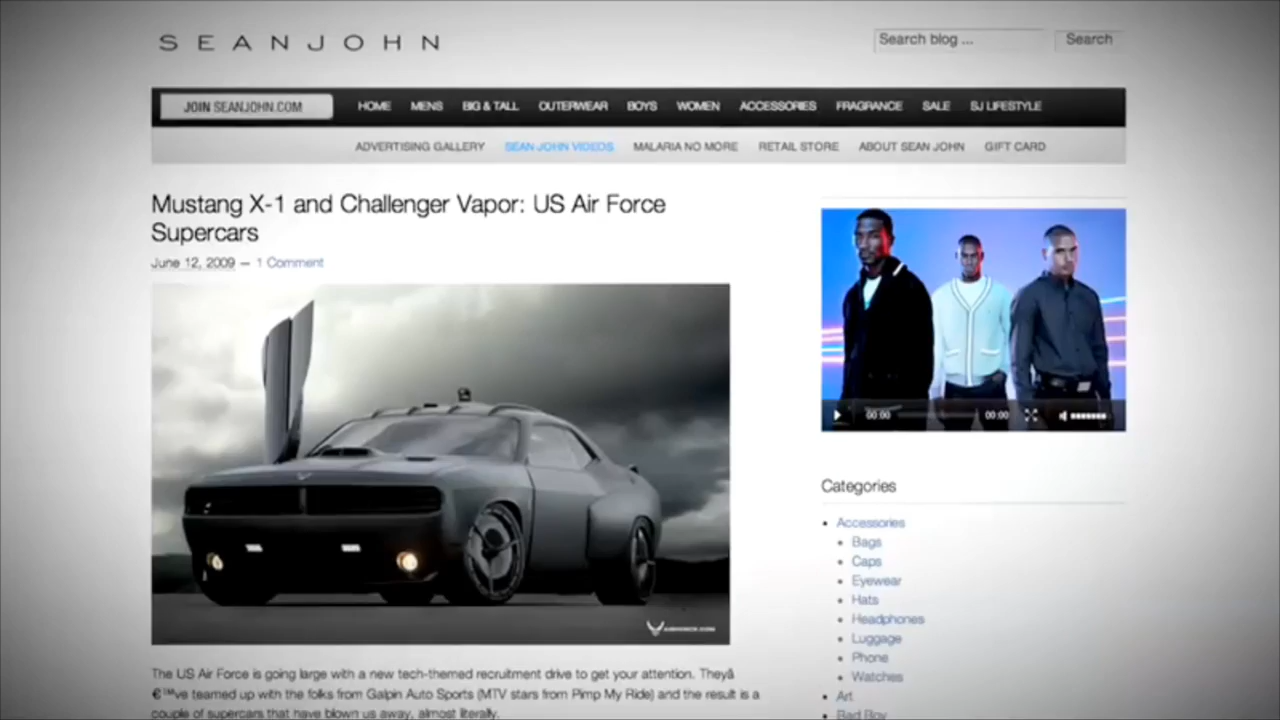 SEANJOHN
Search blog ...
Search
JOIN SEANJOHN.COM
HOME MENS BIG & TALL OUTERWEAR BOYS WOMEN ACCESSORIES FRAGRANCE SALE SJ LIFESTYLE
ADVERTISING GALLERY SEAN JOHN VIDEOS MALARIA NO MORE RETAIL STORE ABOUT SEAN JOHN GIFT CARD
Mustang X-1 and Challenger Vapor: US Air Force
Supercars
June 12, 2009 — 1 Comment
The US Air Force is going large with a new tech-themed recruitment drive to get your attention. Theyâ
€™ve teamed up with the folks from Galpin Auto Sports (MTV stars from Pimp My Ride) and the result is a
couple of supercars that have blown us away, almost literally.
00:00
00:00
Categories
• Accessories
• Bags
• Caps
• Eyewear
• Hats
• Headphones
• Luggage
• Phone
• Watches
• Art
• Bad Boy